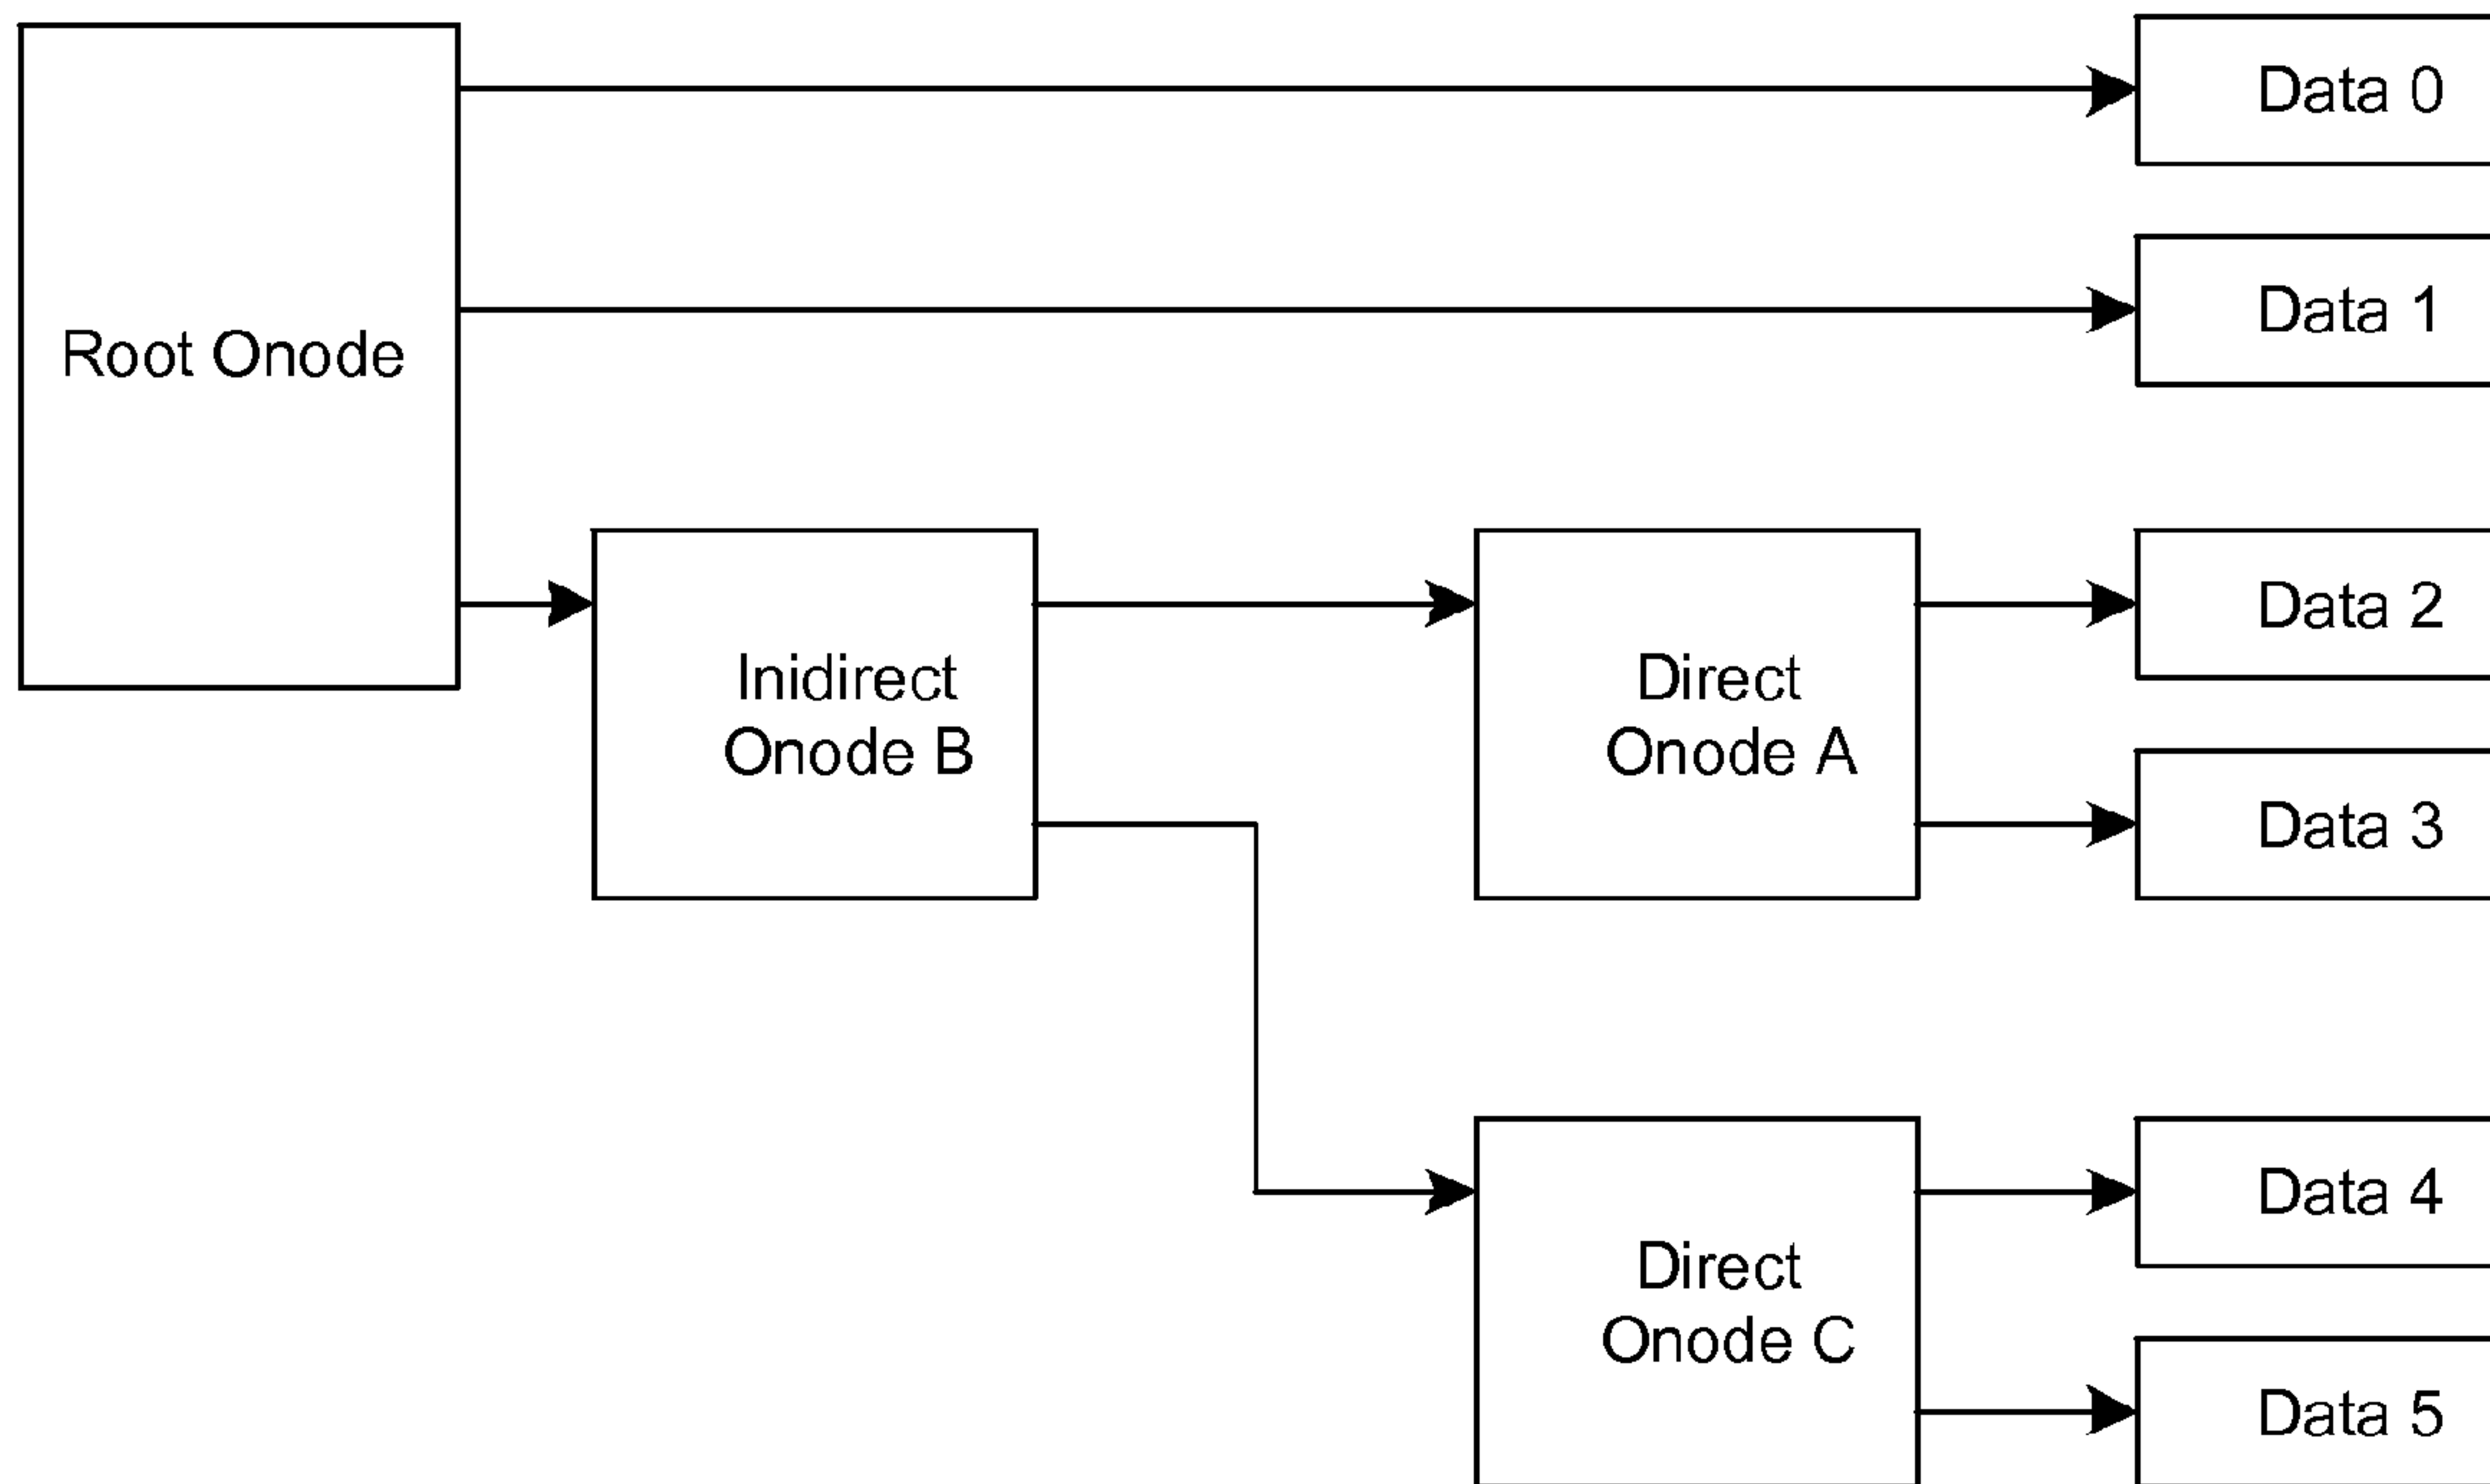 Data 0
Data 1
Root Onode
Data 2
Inidirect
Onode B
Direct
Onode A
Data 3
Data 4
Direct
Onode C
Data 5